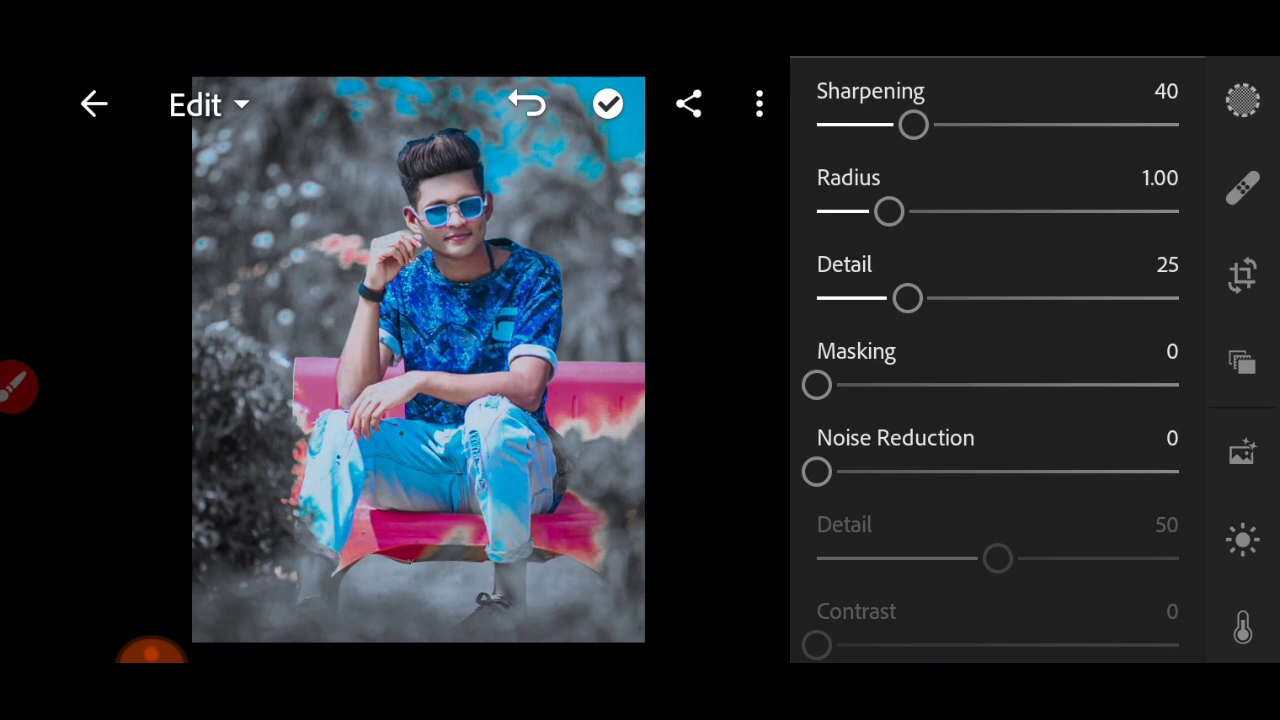 Edit
Sharpening 40
Radius 1.00
Detail 25
Masking 0
Noise Reduction 0
Detail 50
Contrast 0